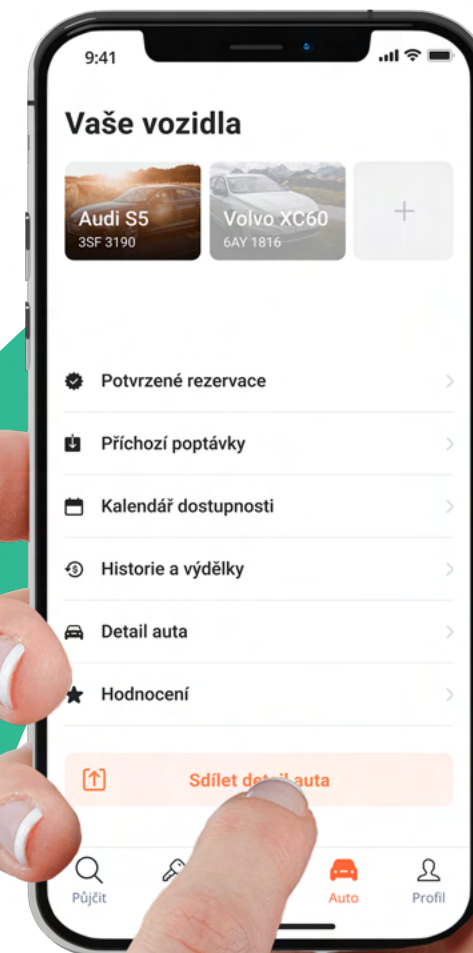 9:41
Vaše vozidla
Audi S5
3SF 3190
Volvo XC60
6AY 1816
Potvrzené rezervace
Příchozí poptávky
Kalendář dostupnosti
Historie a výdělky
Detail auta
Hodnocení
Sdílet auta
Půjčit
Auto
Profil